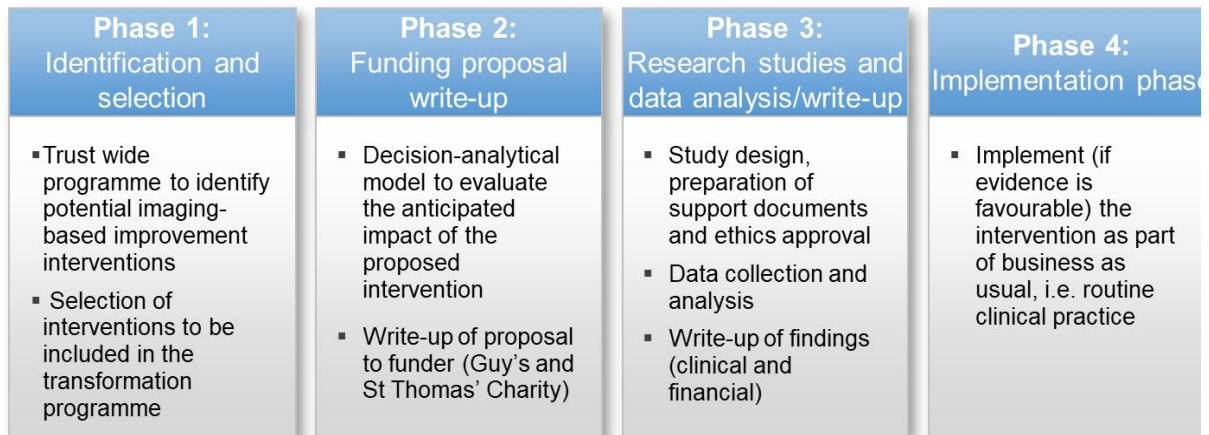 Phase 1:
Identification and
selection
▪Trust wide
programme to identify
potential imaging-
based improvement
interventions
▪ Selection of
interventions to be
included in the
transformation
programme
Phase 2:
Funding proposal
write-up
▪ Decision-analytical
model to evaluate
the anticipated
impact of the
proposed
intervention
▪ Write-up of proposal
to funder (Guy's and
St Thomas' Charity)
Phase 3:
Research studies and
data analysis/write-up
▪ Study design,
preparation of
support documents
and ethics approval
▪ Data collection and
analysis
▪ Write-up of findings
(clinical and
financial)
Phase 4:
Implementation phase
▪ Implement (if
evidence is
favourable) the
intervention as part
of business as
usual, i.e. routine
clinical practice